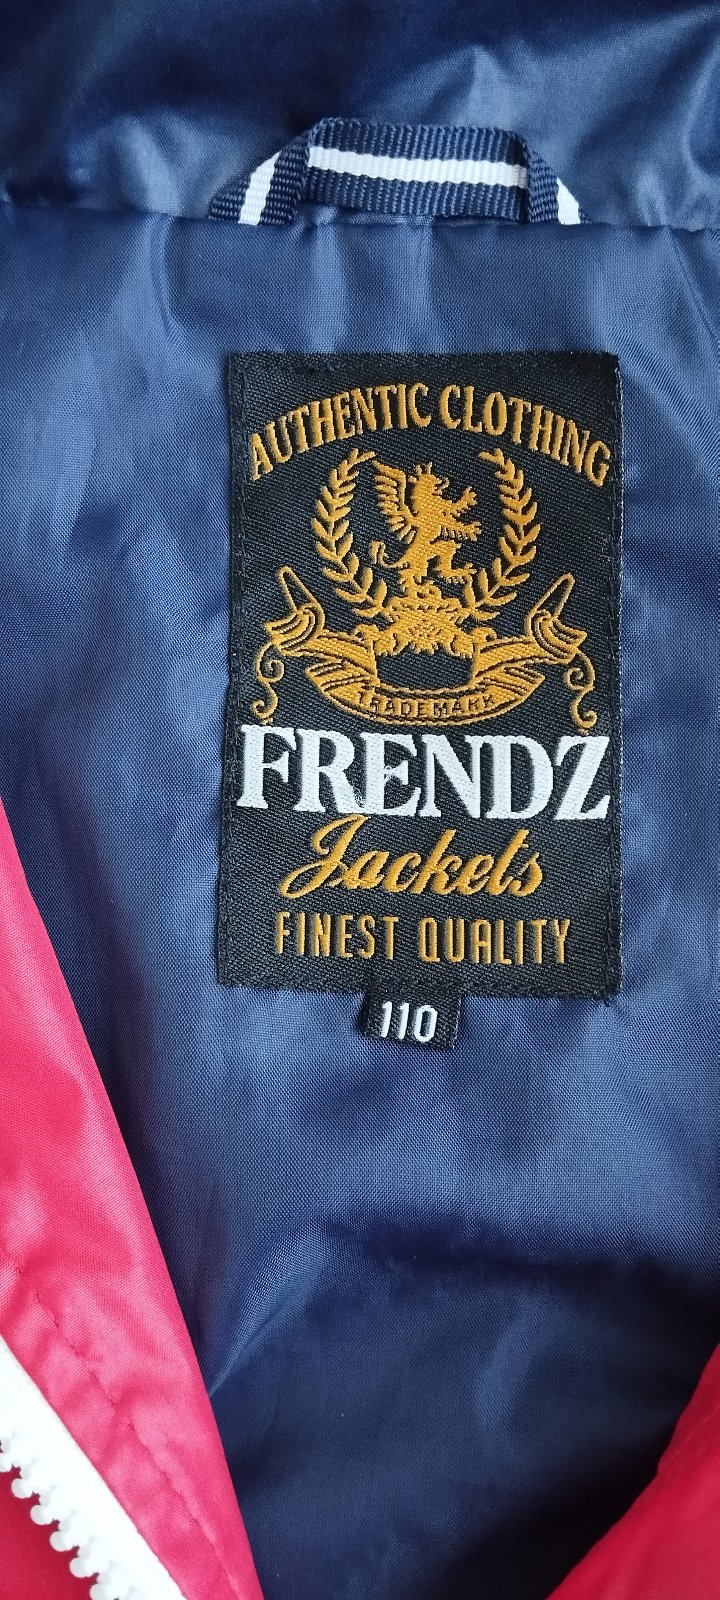 AUTHENTIC CLOTHING
TRADEMARK
FRENDZ
Jackets
FINEST QUALITY
110